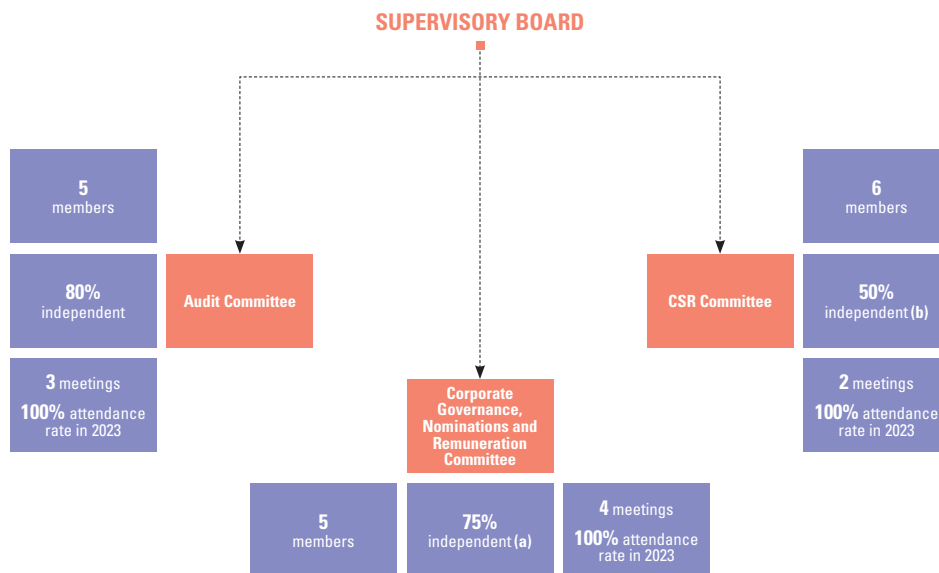 SUPERVISORY BOARD
5
members
80%
independent
3 meetings
100% attendance
rate in 2023
Audit Committee
6
members
CSR Committee
50%
independent (b)
2 meetings
100% attendance
rate in 2023
Corporate
Governance,
Nominations and
Remuneration
Committee
5
members
75%
independent (a)
4 meetings
100% attendance
rate in 2023